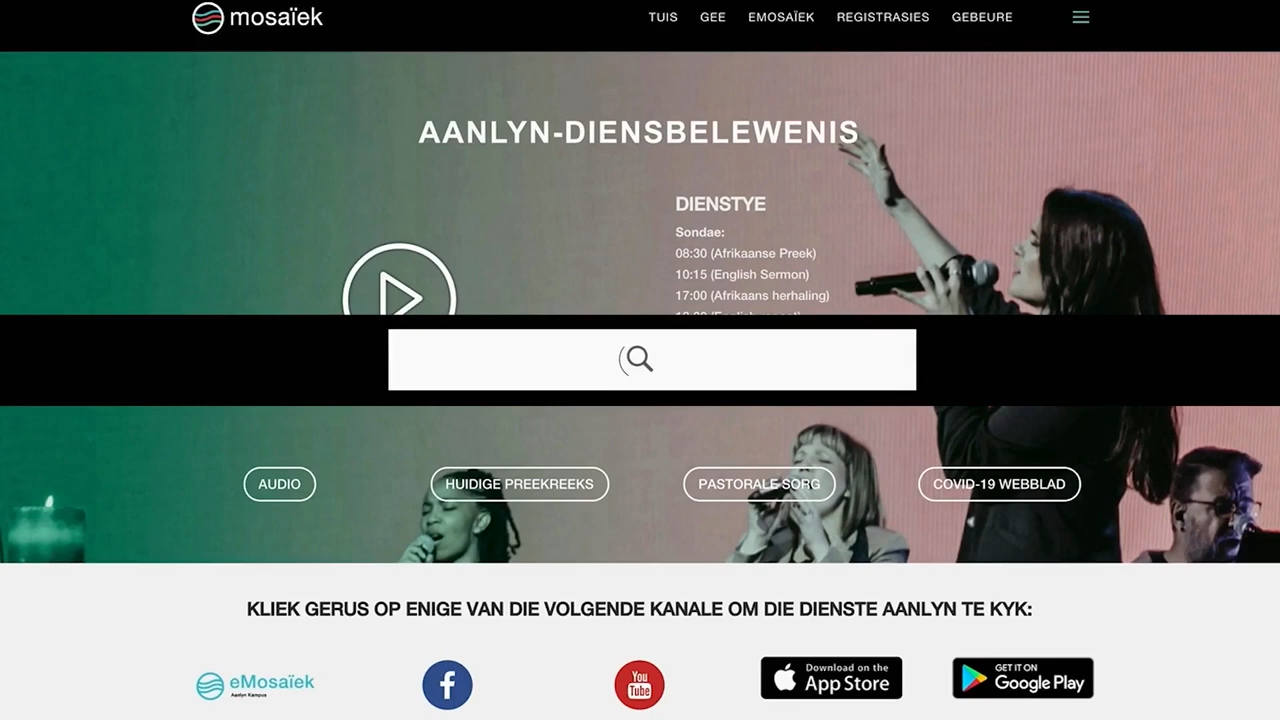 mosaïek
TUIS GEE EMOSAÏEK REGISTRASIES GEBEURE
AANLYN-DIENSBELEWENIS
DIENSTYE
Sondae:
08:30 (Afrikaanse Preek)
10:15 (English Sermon)
17:00 (Afrikaans herhaling)
AUDIO
HUIDIGE PREEKREEKS
PASTORALE SORG
COVID-19 WEBBLAD
KLIEK GERUS OP ENIGE VAN DIE VOLGENDE KANALE OM DIE DIENSTE AANLYN TE KYK:
eMosaïek
Aanlyn Kampus
f
You
Tube
Download on the
App Store
GET IT ON
Google Play